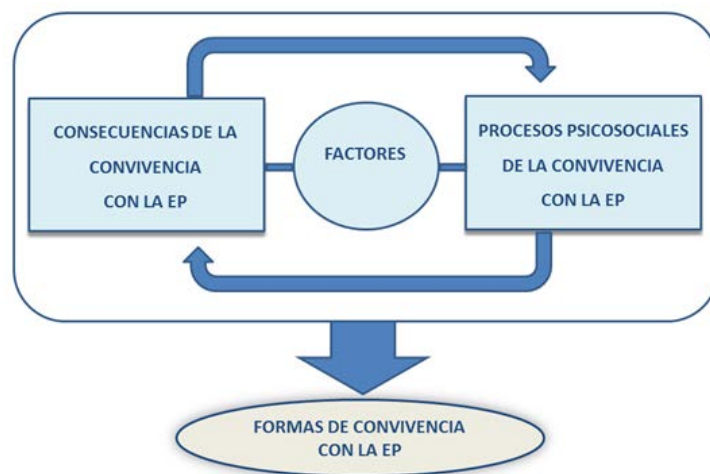 CONSECUENCIAS DE LA
CONVIVENCIA
CON LA EP
FACTORES
PROCESOS PSICOSOCIALES
DE LA CONVIVENCIA
CON LA EP
FORMAS DE CONVIVENCIA
CON LA EP